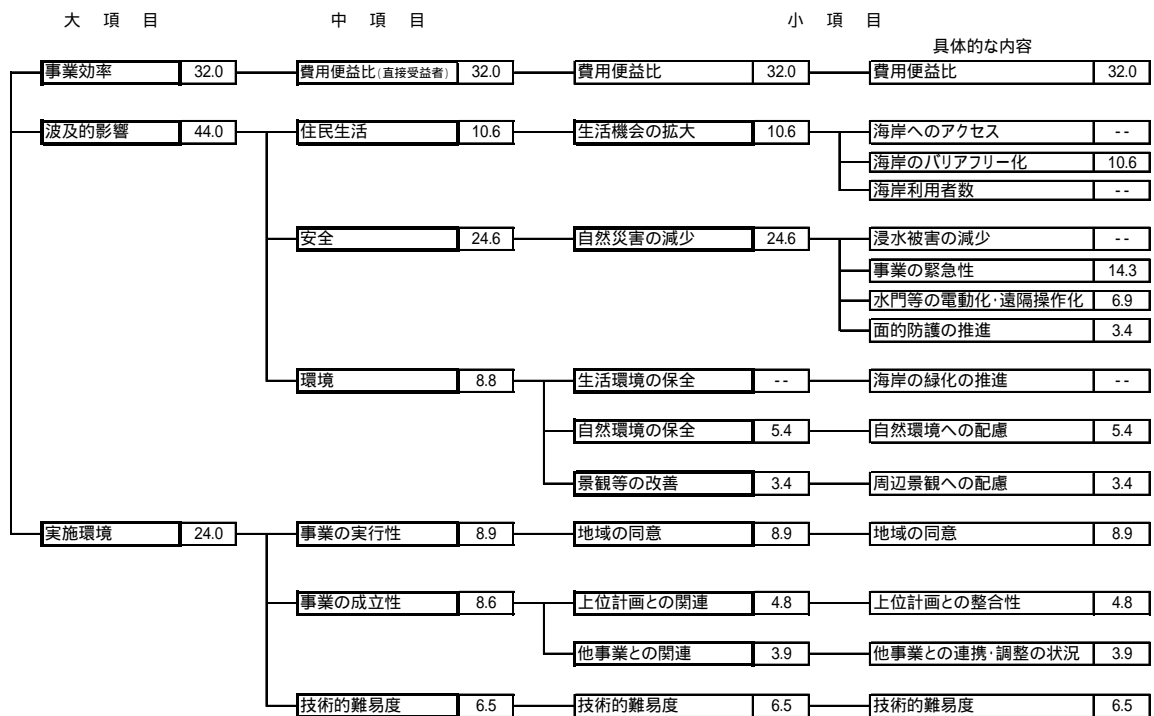 大 項 目 中 項 目 小 項 目
具体的な内容
事業効率 32.0 費用便益比(直接受益者) 32.0 費用便益比 32.0 費用便益比 32.0
波及的影響 44.0 住民生活 10.6 生活機会の拡大 10.6 海岸へのアクセス --
海岸のバリアフリー化 10.6
海岸利用者数 --
安全 24.6 自然災害の減少 24.6 浸水被害の減少 --
事業の緊急性 14.3
水門等の電動化・遠隔操作化 6.9
面的防護の推進 3.4
環境 8.8 生活環境の保全 -- 海岸の緑化の推進 --
自然環境の保全 5.4 自然環境への配慮 5.4
景観等の改善 3.4 周辺景観への配慮 3.4
実施環境 24.0 事業の実行性 8.9 地域の同意 8.9 地域の同意 8.9
事業の成立性 8.6 上位計画との関連 4.8 上位計画との整合性 4.8
他事業との関連 3.9 他事業との連携・調整の状況 3.9
技術的難易度 6.5 技術的難易度 6.5 技術的難易度 6.5